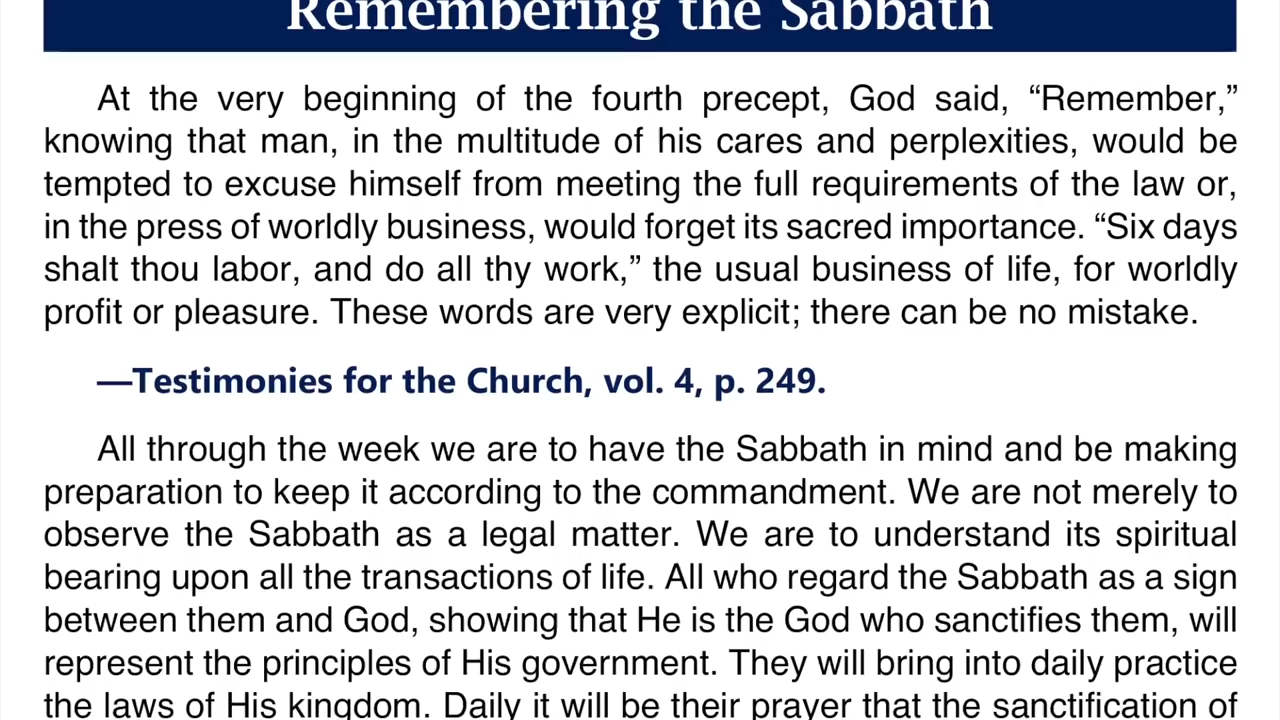 Remembering the Sabbath
At the very beginning of the fourth precept, God said, “Remember,”
knowing that man, in the multitude of his cares and perplexities, would be
tempted to excuse himself from meeting the full requirements of the law or,
in the press of worldly business, would forget its sacred importance. “Six days
shalt thou labor, and do all thy work,” the usual business of life, for worldly
profit or pleasure. These words are very explicit; there can be no mistake.
—Testimonies for the Church, vol. 4, p. 249.
All through the week we are to have the Sabbath in mind and be making
preparation to keep it according to the commandment. We are not merely to
observe the Sabbath as a legal matter. We are to understand its spiritual
bearing upon all the transactions of life. All who regard the Sabbath as a sign
between them and God, showing that He is the God who sanctifies them, will
represent the principles of His government. They will bring into daily practice
the laws of His kingdom. Daily it will be their prayer that the sanctification of